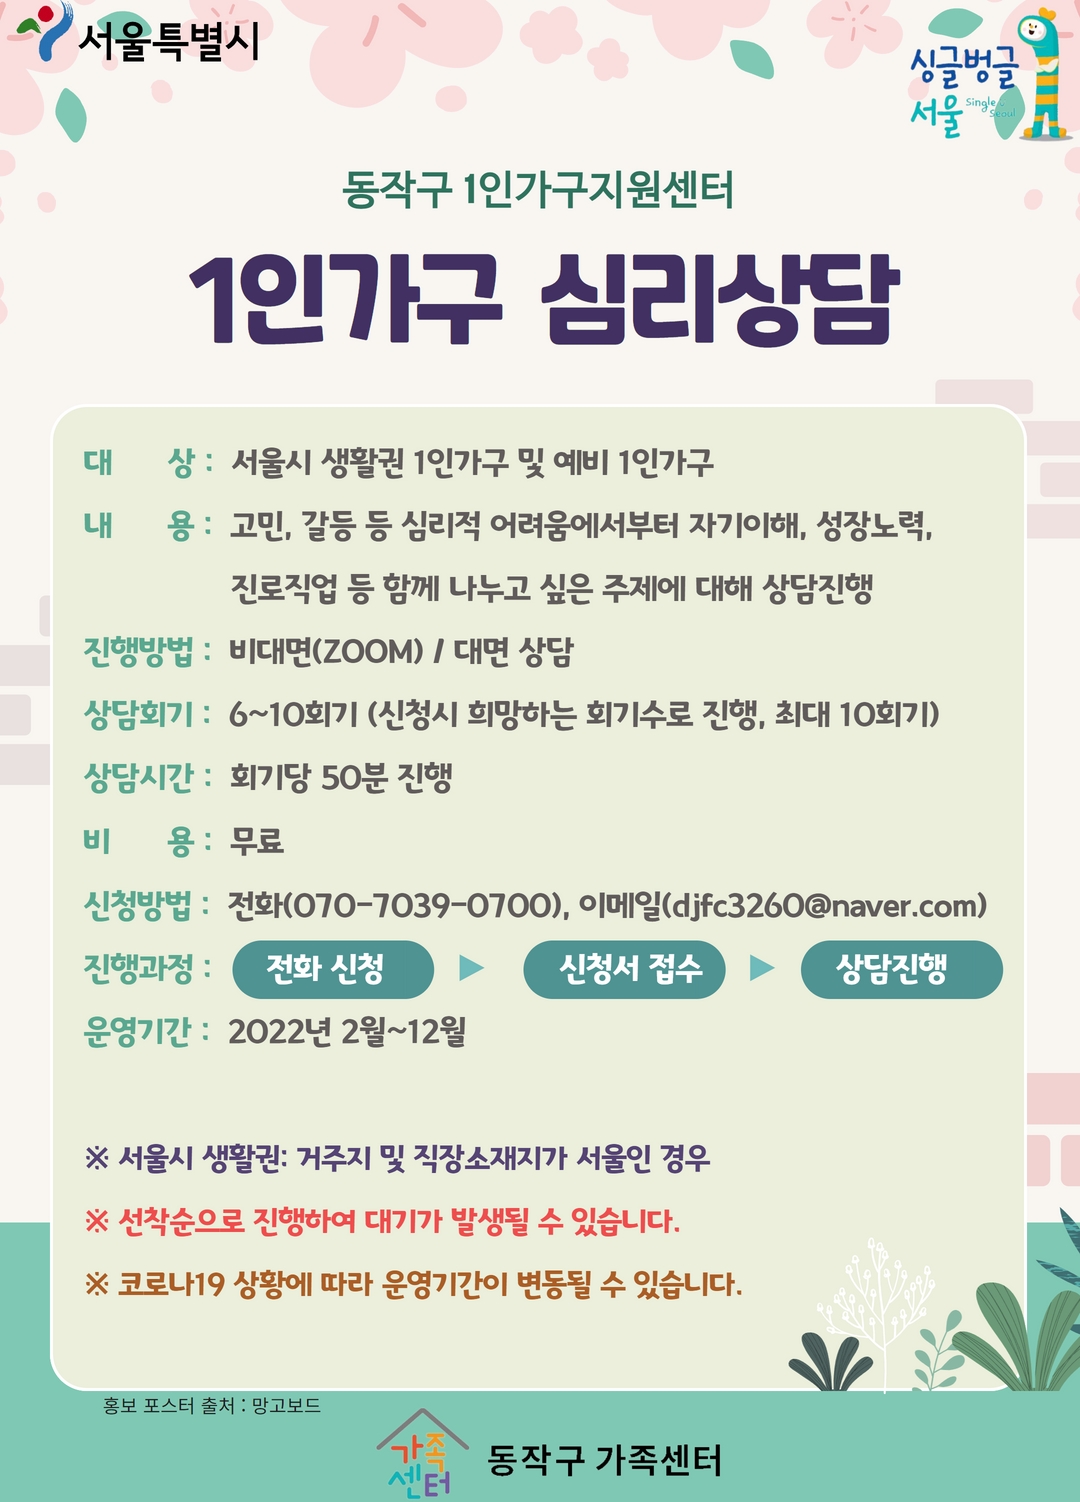 서울특별시
싱글벙글
서울 Single Seoul
동작구 1인가구지원센터
1인가구 심리상담
대 상 : 서울시 생활권 1인가구 및 예비 1인가구
내 용 : 고민, 갈등 등 심리적 어려움에서부터 자기이해, 성장노력,
진로직업 등 함께 나누고 싶은 주제에 대해 상담진행
진행방법 : 비대면(ZOOM) / 대면 상담
상담회기 : 6~10회기 (신청시 희망하는 회기수로 진행, 최대 10회기)
상담시간 : 회기당 50분 진행
비 용 : 무료
신청방법 : 전화(070-7039-0700), 이메일(djfc3260@naver.com)
진행과정 : 전화 신청 ▶ 신청서 접수 ▶ 상담진행
운영기간 : 2022년 2월~12월
※ 서울시 생활권: 거주지 및 직장소재지가 서울인 경우
※ 선착순으로 진행하여 대기가 발생될 수 있습니다.
※ 코로나19 상황에 따라 운영기간이 변동될 수 있습니다.
홍보 포스터 출처 : 망고보드
가족
센터
동작구 가족센터